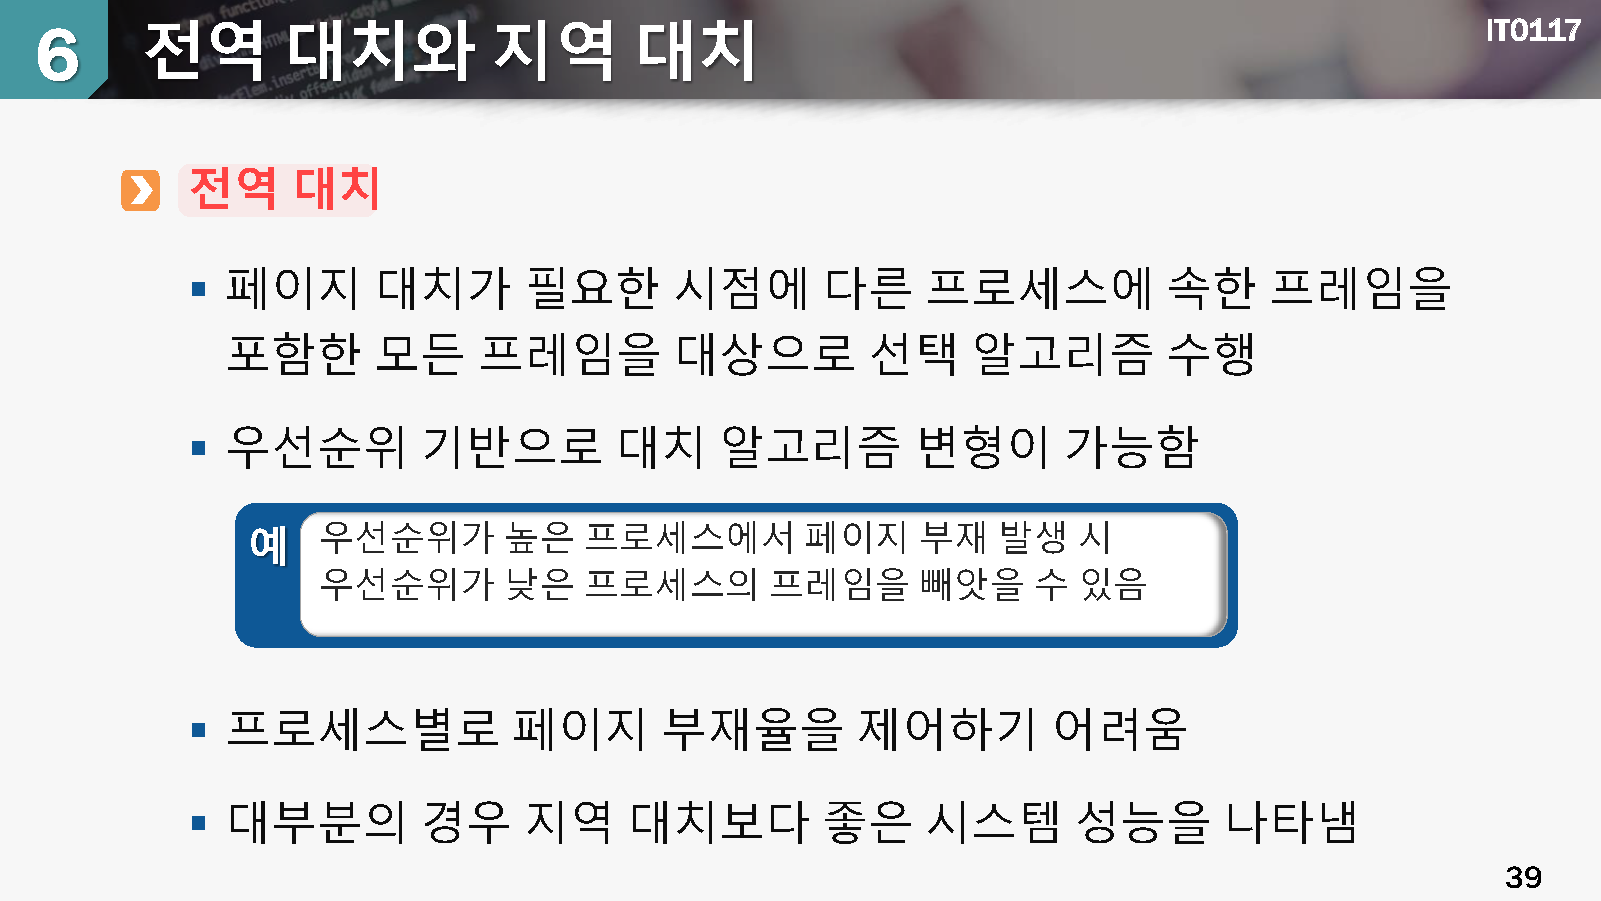 6 전역 대치와 지역 대치
IT0117
전역 대치
페이지 대치가 필요한 시점에 다른 프로세스에 속한 프레임을
포함한 모든 프레임을 대상으로 선택 알고리즘 수행
우선순위 기반으로 대치 알고리즘 변형이 가능함
예
우선순위가 높은 프로세스에서 페이지 부재 발생 시
우선순위가 낮은 프로세스의 프레임을 빼앗을 수 있음
프로세스별로 페이지 부재율을 제어하기 어려움
대부분의 경우 지역 대치보다 좋은 시스템 성능을 나타냄
39